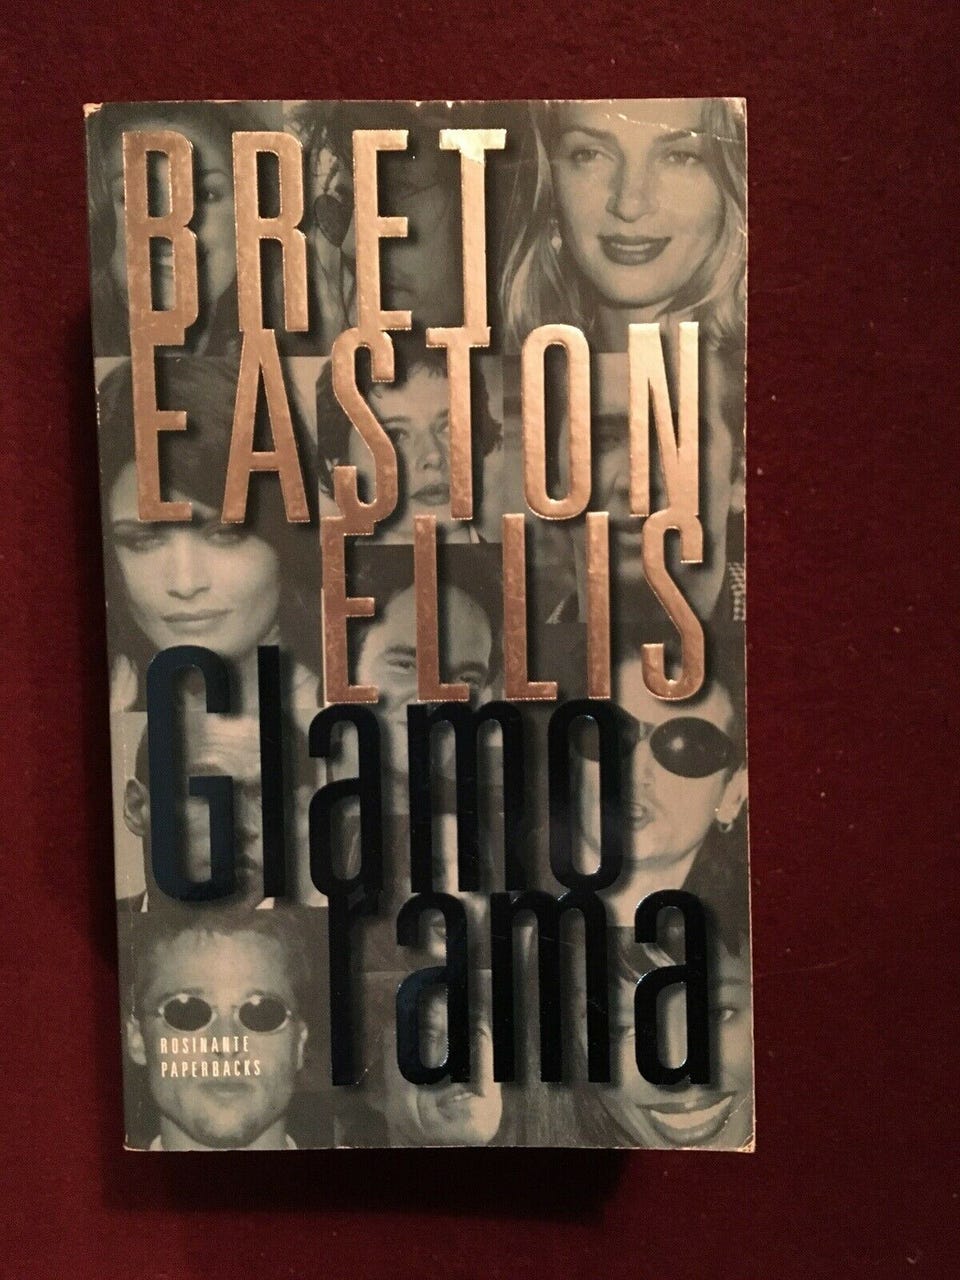 BRET
EASTON
ELLIS
Glamo
rama
ROSINANTE
PAPERBACKS